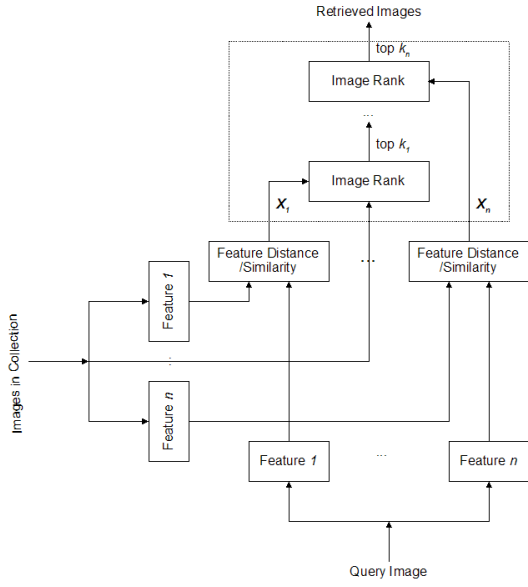 Retrieved Images
top kn
Image Rank
...
top k1
Image Rank
X1
Xn
Feature Distance
/Similarity
...
Feature Distance
/Similarity
Feature 1
Images in Collection
:
Feature n
Feature 1
...
Feature n
Query Image